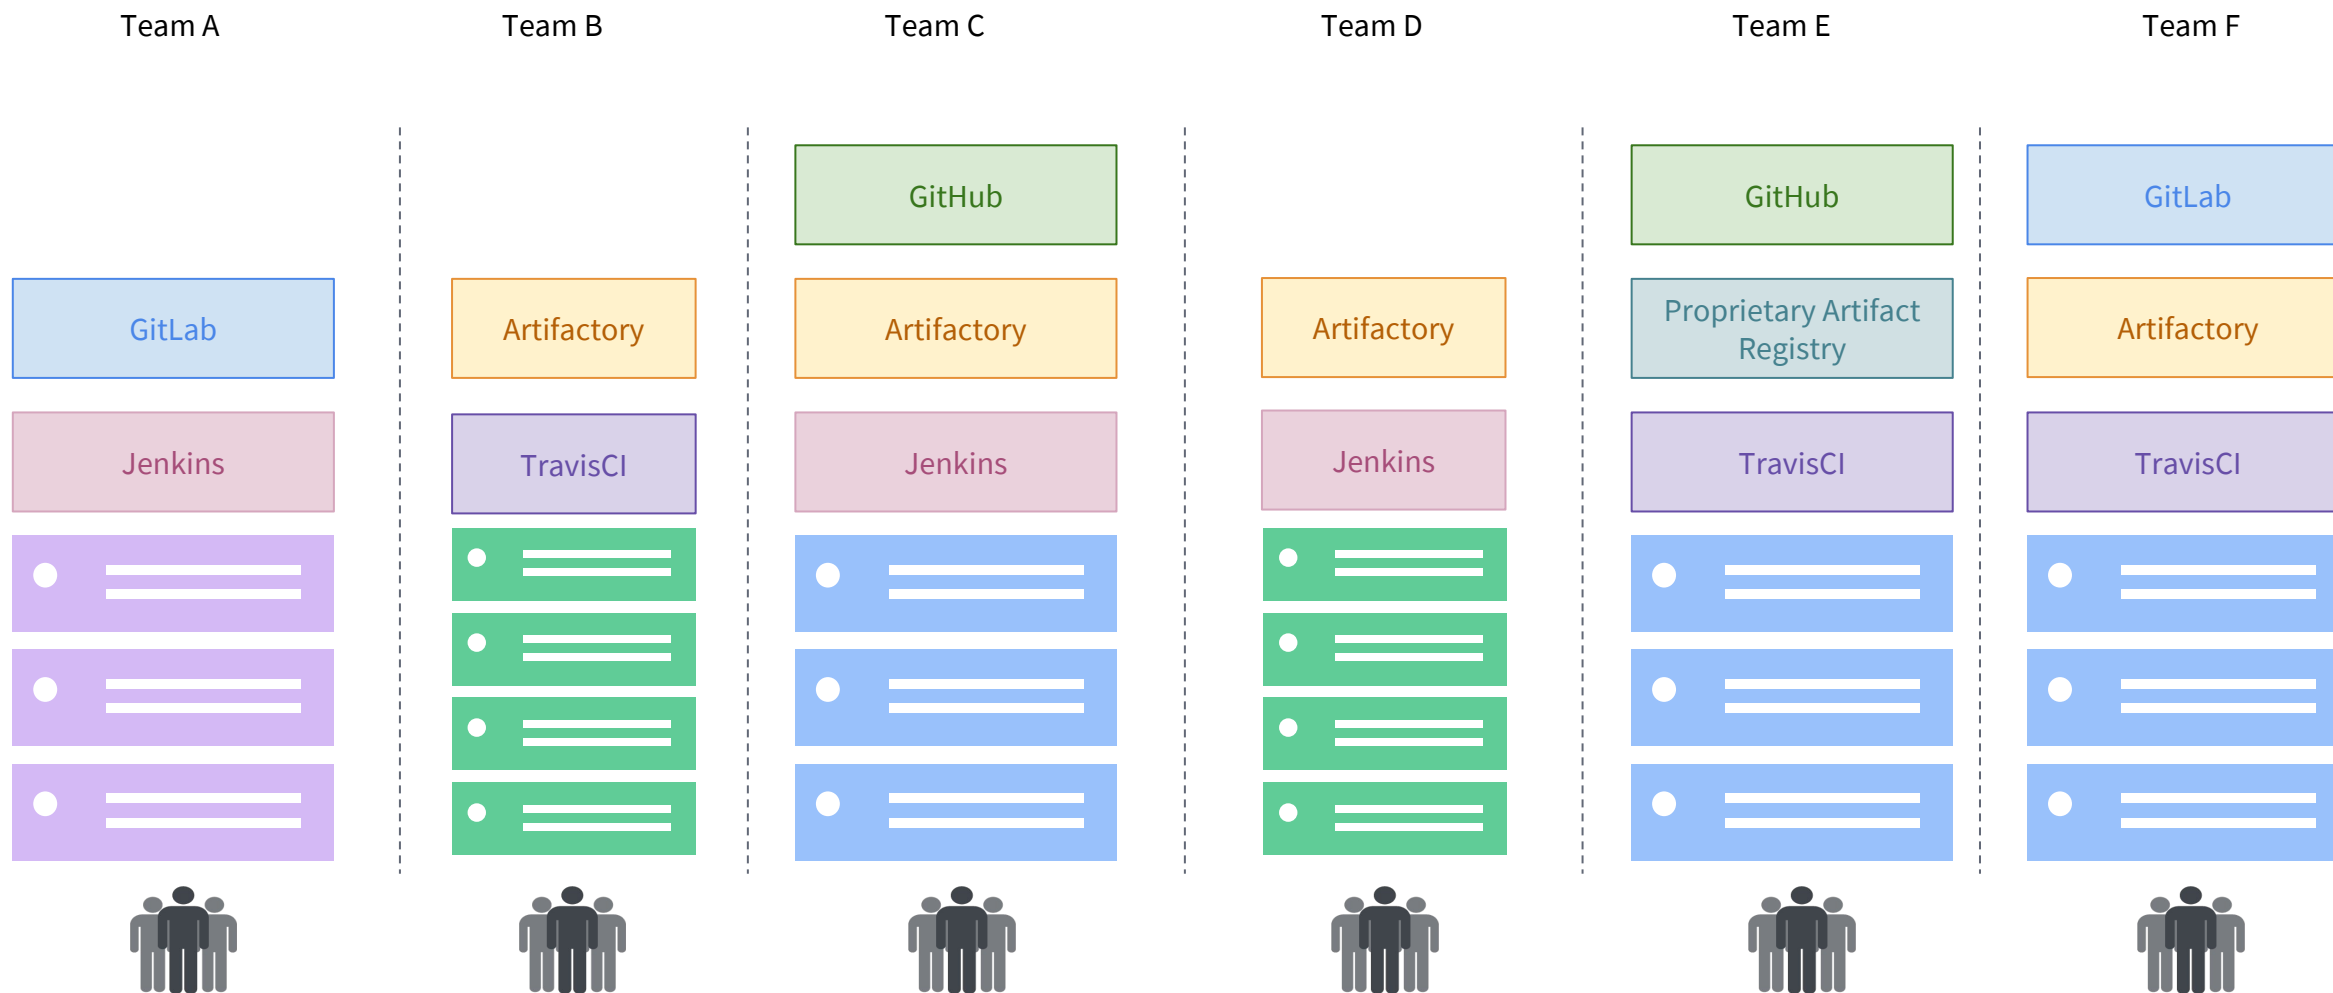 Team A
Team B
Team C
Team D
Team E
Team F
GitHub
GitHub
GitLab
GitLab
Artifactory
Artifactory
Artifactory
Proprietary Artifact
Registry
Artifactory
Jenkins
TravisCI
Jenkins
Jenkins
TravisCI
TravisCI